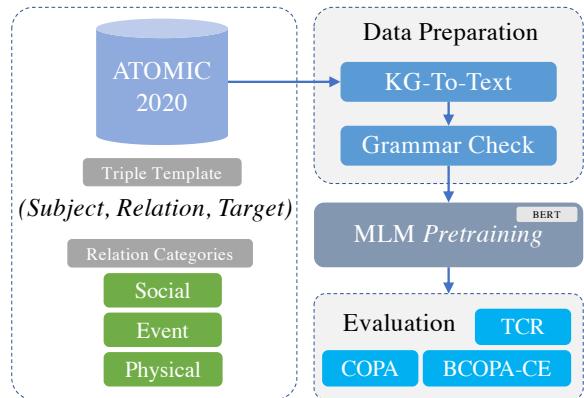 ATOMIC
2020
Triple Template
(Subject, Relation, Target)
Relation Categories
Social
Event
Physical
Data Preparation
KG-To-Text
Grammar Check
BERT
MLM Pretraining
Evaluation
TCR
COPA
BCOPA-CE